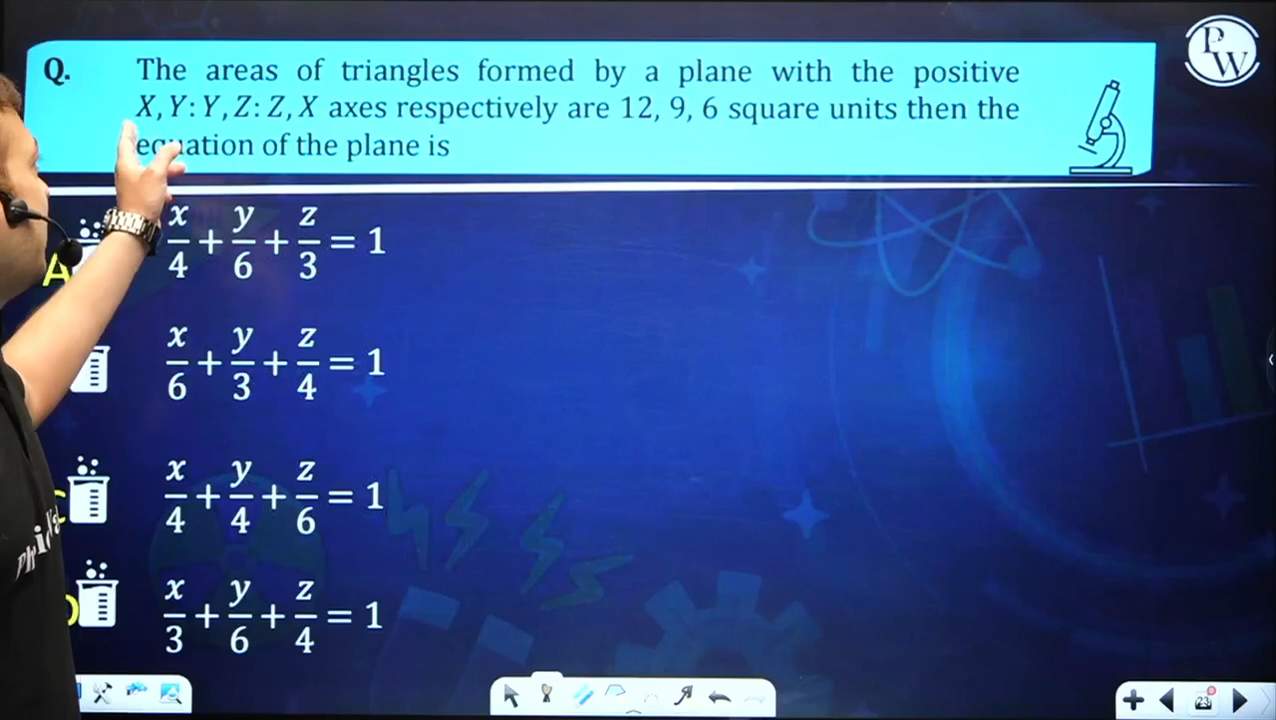 PW
Q. The areas of triangles formed by a plane with the positive
X, Y: Y, Z: Z, X axes respectively are 12, 9, 6 square units then the
equation of the plane is
A x/4 + y/6 + z/3 = 1
x/6 + y/3 + z/4 = 1
C x/4 + y/4 + z/6 = 1
D x/3 + y/6 + z/4 = 1
23